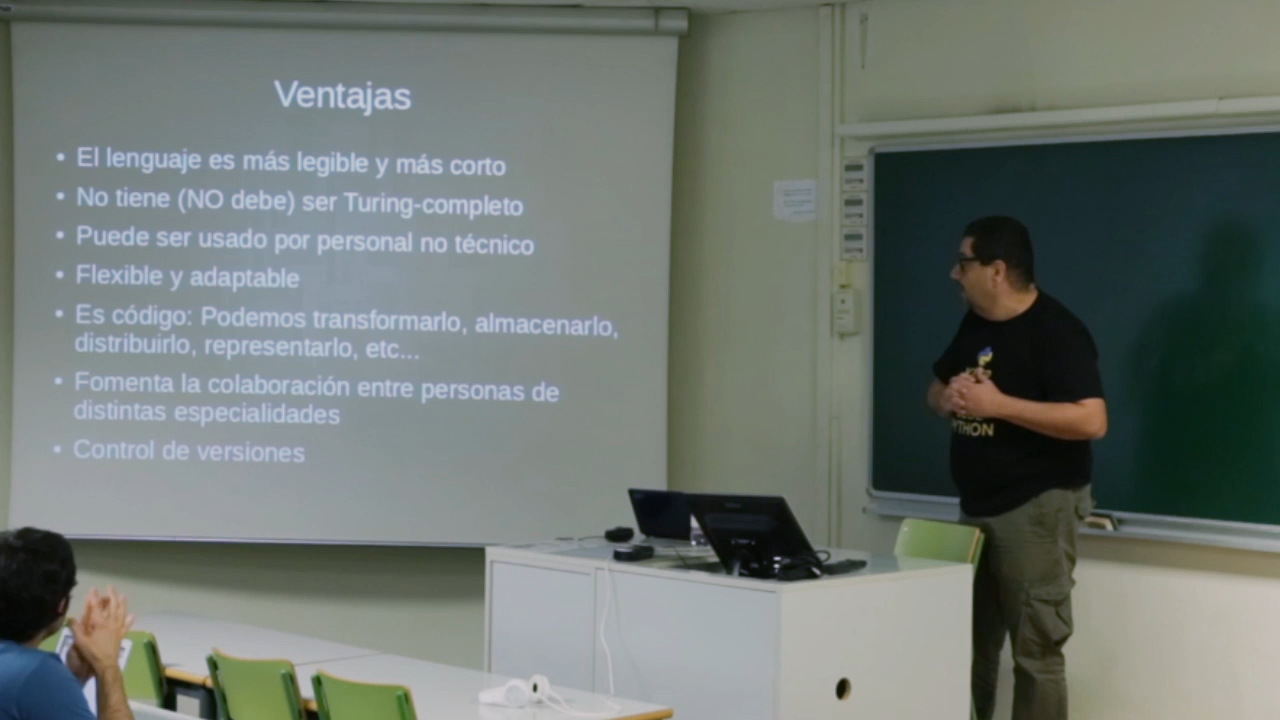 Ventajas
• El lenguaje es más legible y más corto
• No tiene (NO debe) ser Turing-completo
• Puede ser usado por personal no técnico
• Flexible y adaptable
• Es código: Podemos transformarlo, almacenarlo,
distribuirlo, representarlo, etc...
• Fomenta la colaboración entre personas de
distintas especialidades
• Control de versiones